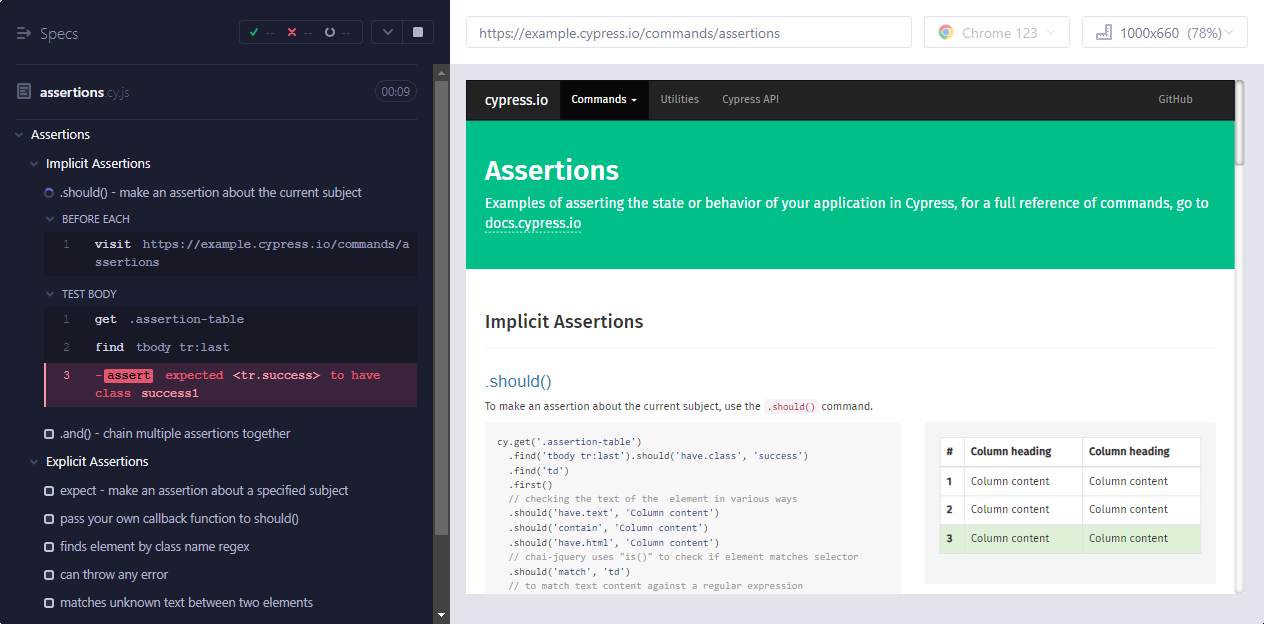 Specs
-- -- --
assertions.cy.js 00:09
Assertions
Implicit Assertions
.should() - make an assertion about the current subject
BEFORE EACH
1 visit https://example.cypress.io/commands/a
ssertions
TEST BODY
1 get .assertion-table
2 find tbody tr:last
3 -assert expected <tr.success> to have
class success1
.and() - chain multiple assertions together
Explicit Assertions
expect - make an assertion about a specified subject
pass your own callback function to should()
finds element by class name regex
can throw any error
matches unknown text between two elements
https://example.cypress.io/commands/assertions
Chrome 123
1000x660 (78%)
cypress.io Commands Utilities Cypress API GitHub
Assertions
Examples of asserting the state or behavior of your application in Cypress, for a full reference of commands, go to
docs.cypress.io
Implicit Assertions
.should()
To make an assertion about the current subject, use the .should() command.
cy.get('.assertion-table')
.find('tbody tr:last').should('have.class', 'success')
.find('td')
.first()
// checking the text of the element in various ways
.should('have.text', 'Column content')
.should('contain', 'Column content')
.should('have.html', 'Column content')
// chai-jquery uses "is()" to check if element matches selector
.should('match', 'td')
// to match text content against a regular expression
# Column heading Column heading
1 Column content Column content
2 Column content Column content
3 Column content Column content